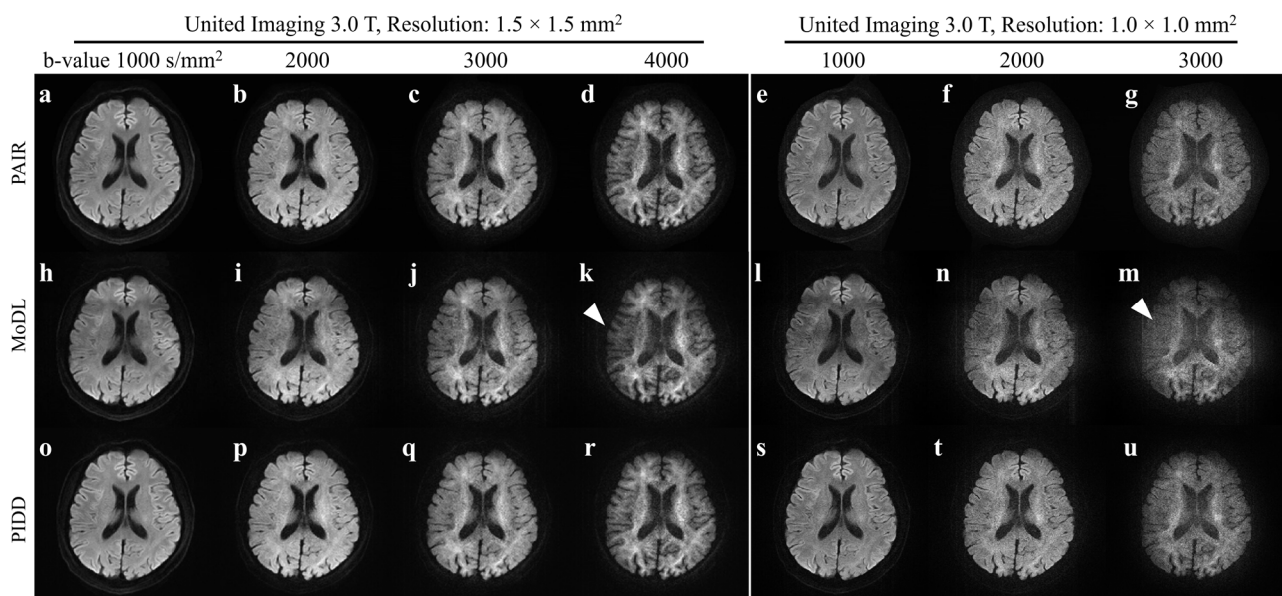 United Imaging 3.0 T, Resolution: 1.5 × 1.5 mm² United Imaging 3.0 T, Resolution: 1.0 × 1.0 mm²
b-value 1000 s/mm² 2000 3000 4000 1000 2000 3000
PAIR a b c d e f g
MoDL h i j k l n m
PIDD o p q r s t u